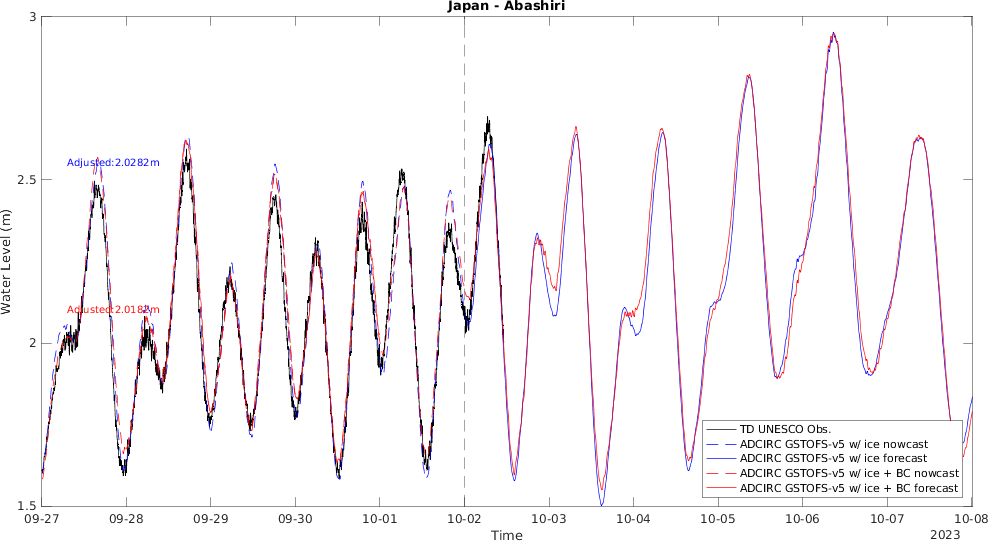 Japan - Abashiri
3
2.5
2
1.5
Water Level (m)
Adjusted:2.0282m
Adjusted:2.0187m
TD UNESCO Obs.
ADCIRC GSTOFS-v5 w/ ice nowcast
ADCIRC GSTOFS-v5 w/ ice forecast
ADCIRC GSTOFS-v5 w/ ice + BC nowcast
ADCIRC GSTOFS-v5 w/ ice + BC forecast
09-27 09-28 09-29 09-30 10-01 10-02 10-03 10-04 10-05 10-06 10-07 10-08
Time
2023